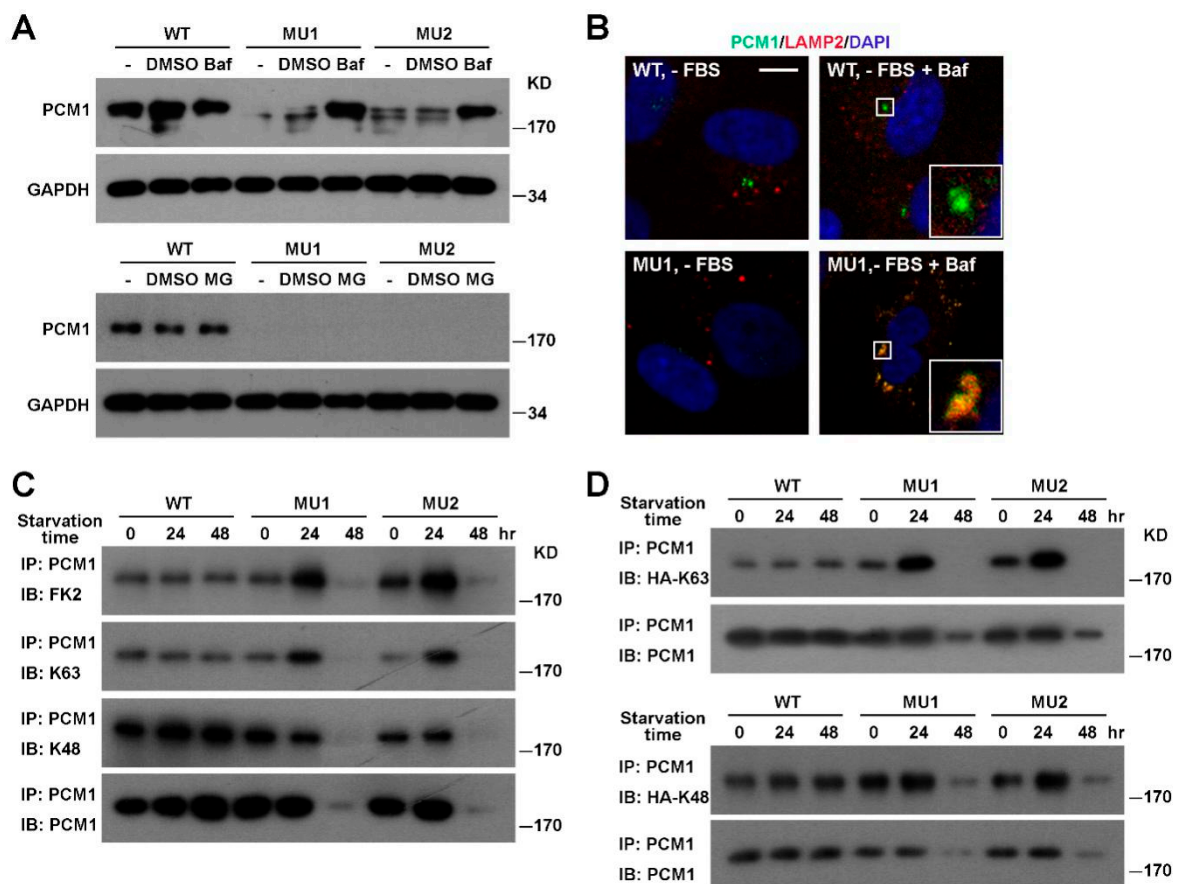 A
WT MU1 MU2
- DMSO Baf - DMSO Baf - DMSO Baf KD
PCM1
—170
GAPDH
—34
WT MU1 MU2
- DMSO MG - DMSO MG - DMSO MG
PCM1
—170
GAPDH
—34
B
PCM1/LAMP2/DAPI
WT, - FBS
WT, - FBS + Baf
MU1, - FBS
MU1,- FBS + Baf
C
WT MU1 MU2
Starvation time 0 24 48 0 24 48 0 24 48 hr
KD
IP: PCM1
IB: FK2
—170
IP: PCM1
IB: K63
—170
IP: PCM1
IB: K48
—170
IP: PCM1
IB: PCM1
—170
D
WT MU1 MU2
Starvation time 0 24 48 0 24 48 0 24 48 hr
KD
IP: PCM1
IB: HA-K63
—170
IP: PCM1
IB: PCM1
—170
WT MU1 MU2
Starvation time 0 24 48 0 24 48 0 24 48 hr
IP: PCM1
IB: HA-K48
—170
IP: PCM1
IB: PCM1
—170